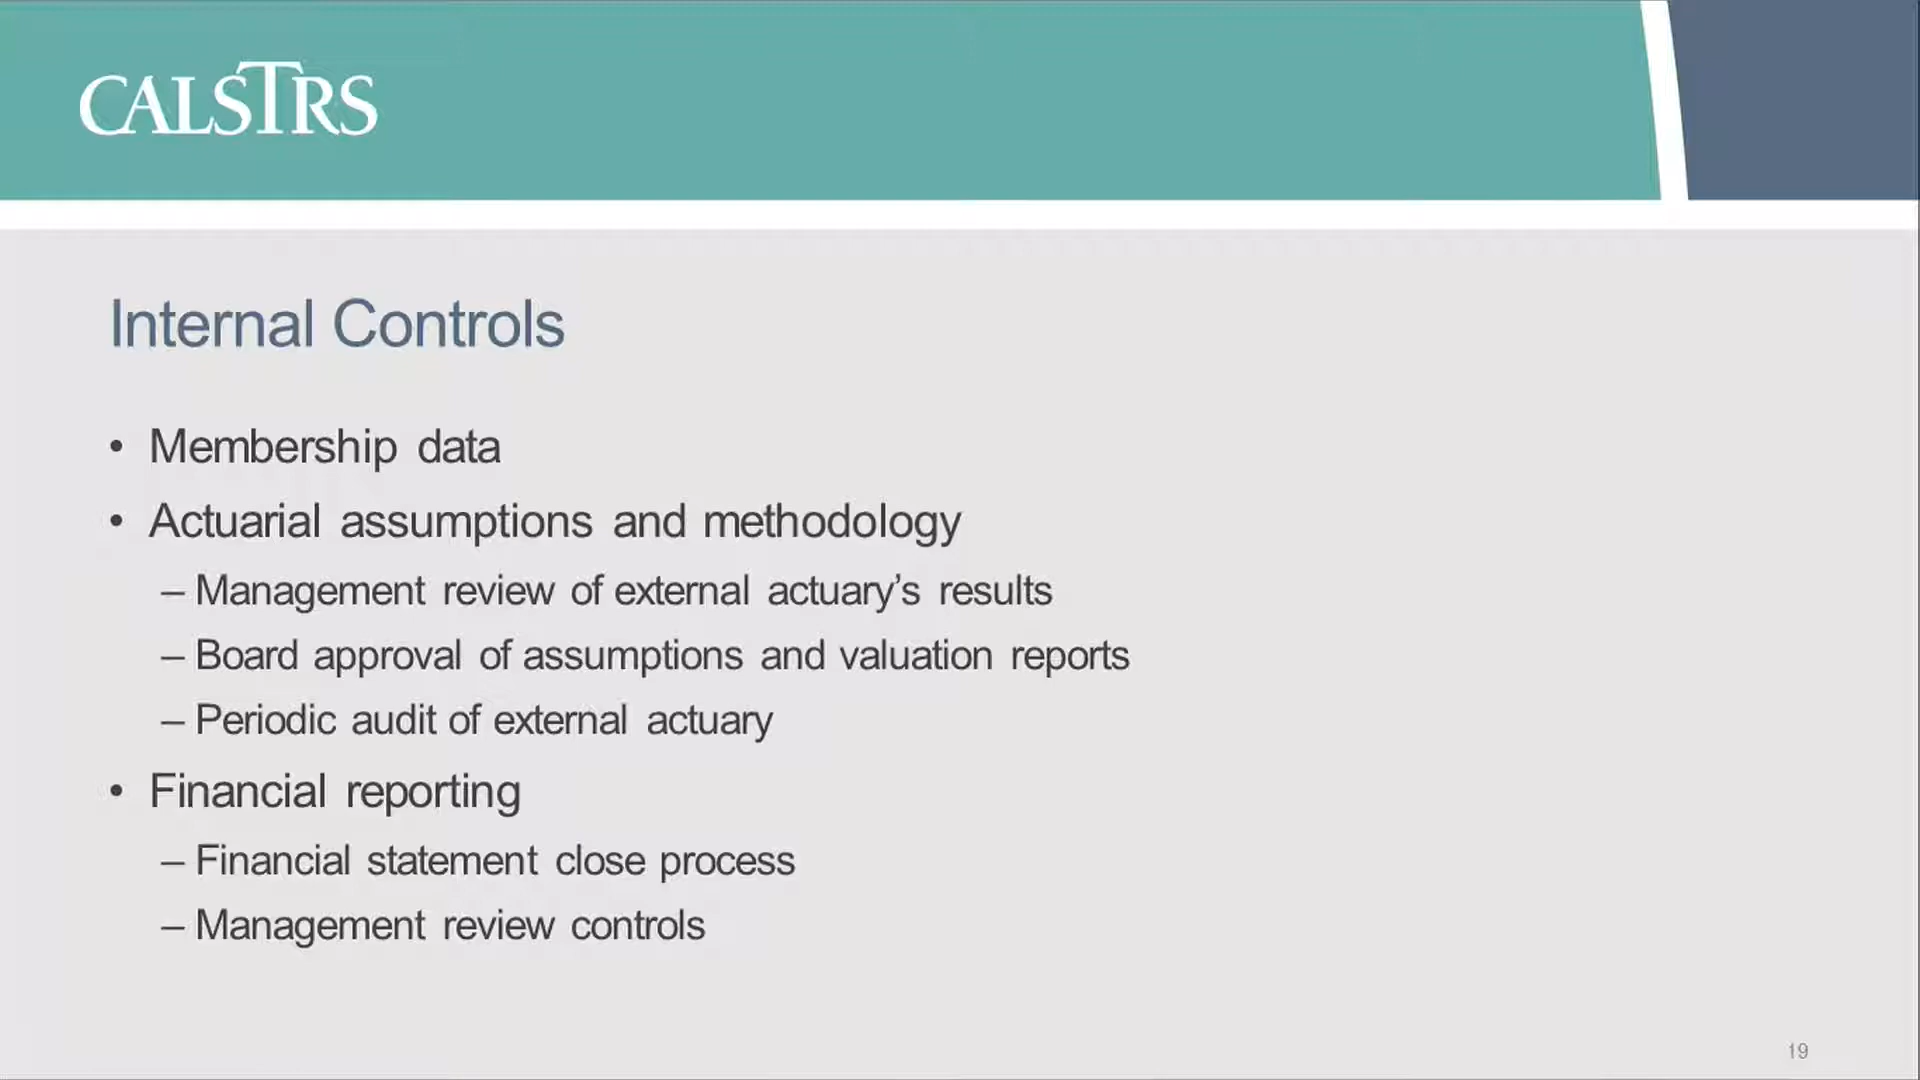 CALSTRS
Internal Controls
• Membership data
• Actuarial assumptions and methodology
– Management review of external actuary’s results
– Board approval of assumptions and valuation reports
– Periodic audit of external actuary
• Financial reporting
– Financial statement close process
– Management review controls
19